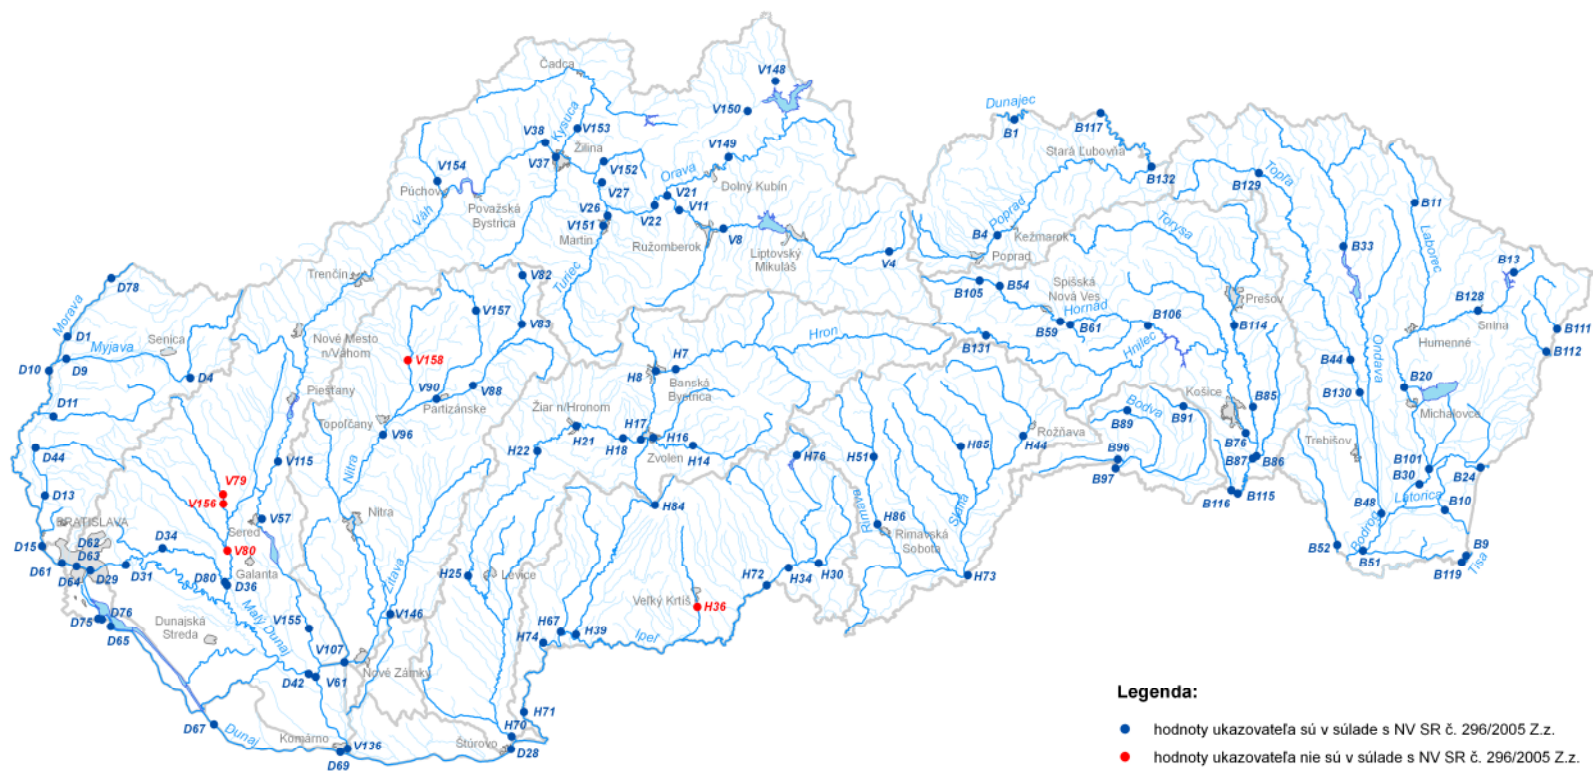 V148
Čadca
V150
Dunajec
B1
B117
V38
Kysuca
V153
V149
Stará Ľubovňa
V37
Žilina
V152
B132
B129
Topľa
V154
Orava
Dolný Kubín
Púchov
V27
V21
B11
Považská
Bystrica
V26
V22
V11
Poprad
Torysa
Váh
V151
Martin
Ružomberok
V8
B4
Kežmarok
B33
Laborec
Liptovský
Mikuláš
V4
Poprad
Trenčín
V82
B13
D78
Turiec
B105
B54
Spišská
Nová Ves
Prešov
Morava
V157
Hornád
B128
Snina
D1
Nové Mesto
n/Váhom
V83
Hron
B59
B61
B106
B114
B111
Senica
Myjava
B131
Hnilec
Ondava
Humenné
B112
D10
D9
V158
H7
B44
D4
H8
Banská
Bystrica
V90
V88
Košice
B20
Piešťany
Partizánske
B130
Michalovce
D11
Topoľčany
Žiar n/Hronom
Bodva
B89
B91
B85
V96
H21
H17
H16
Rožňava
B76
Trebišov
D44
H22
H18
Zvolen
H14
H76
H51
H85
H44
B96
B87
B86
B101
V115
Nitra
B97
B30
B24
V79
D13
V156
B116
B115
Latorica
B48
B10
H84
Rimava
Slaná
BRATISLAVA
V57
Nitra
H86
Sereď
Rimavská
Sobota
D15
D62
D34
V80
B52
Bodrog
D63
Galanta
B51
B9
D61
D64
D29
D31
D80
D36
Žitava
H25
Levice
H72
H34
H30
H73
B119
Tisa
Malý Dunaj
Veľký Krtíš
H36
D75
D76
D65
Dunajská
Streda
V155
V146
H67
H39
Ipeľ
H74
V107
Nové Zámky
D42
V61
D67
Dunaj
H71
H70
Komárno
V136
D69
Štúrovo
D28
Legenda:
hodnoty ukazovateľa sú v súlade s NV SR č. 296/2005 Z.z.
hodnoty ukazovateľa nie sú v súlade s NV SR č. 296/2005 Z.z.